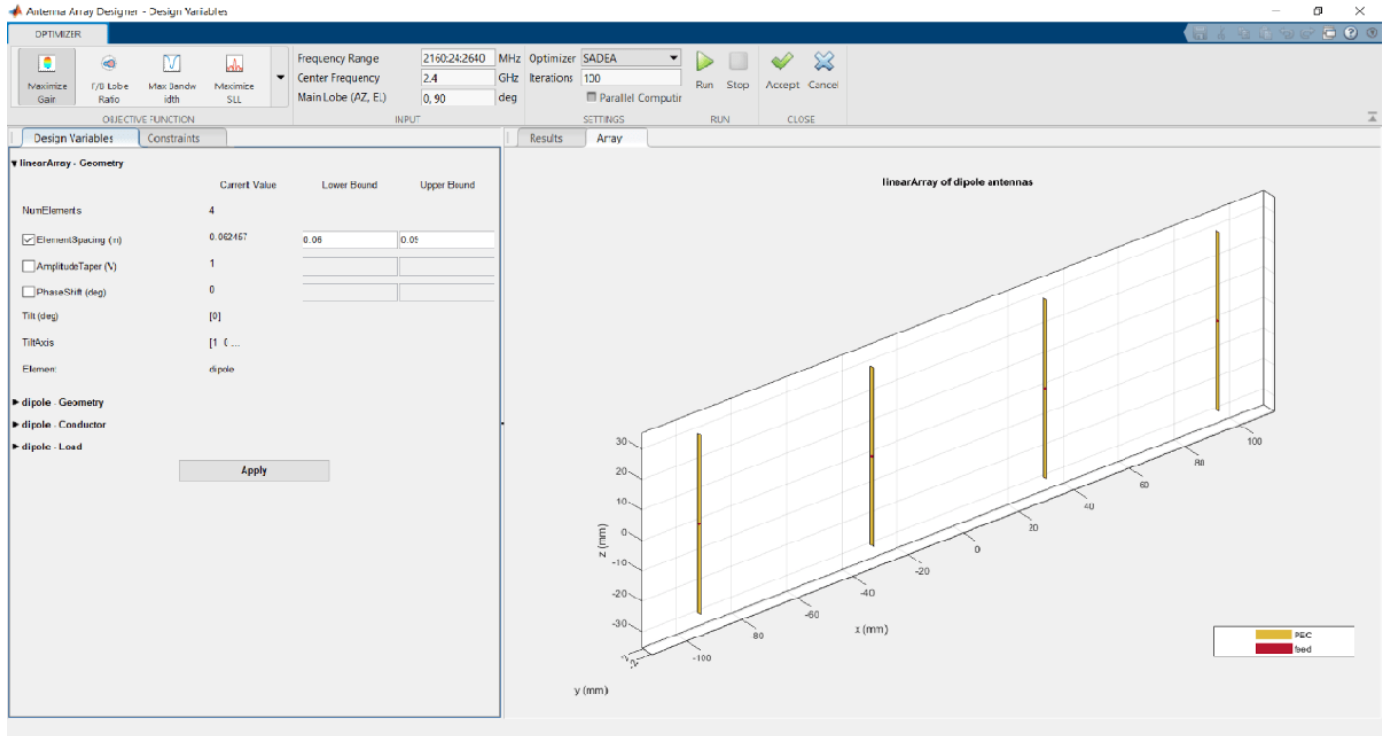 Antenna Array Designer - Design Variables
OPTIMIZER
Maximize Gain
F/B Lobe Ratio
Max Bandwidth
Maximize SLL
OBJECTIVE FUNCTION
Frequency Range 2160:24:2640 MHz
Center Frequency 2.4 GHz
Main Lobe (AZ, EL) 0, 90 deg
INPUT
Optimizer SADEA
Iterations 100
Parallel Computin
SETTINGS
Run Stop
RUN
Accept Cancel
CLOSE
Design Variables Constraints
linearArray - Geometry
Current Value Lower Bound Upper Bound
NumElements 4
ElementSpacing (m) 0.062467 0.06 0.09
AmplitudeTaper (V) 1
PhaseShift (deg) 0
Tilt (deg) [0]
TiltAxis [1 0 ...
Element dipole
dipole - Geometry
dipole - Conductor
dipole - Load
Apply
Results Array
linearArray of dipole antennas
30
20
10
0
-10
-20
-30
z (mm)
100
80
60
40
20
0
-20
-40
-60
80
-100
x (mm)
y (mm)
PEC
feed